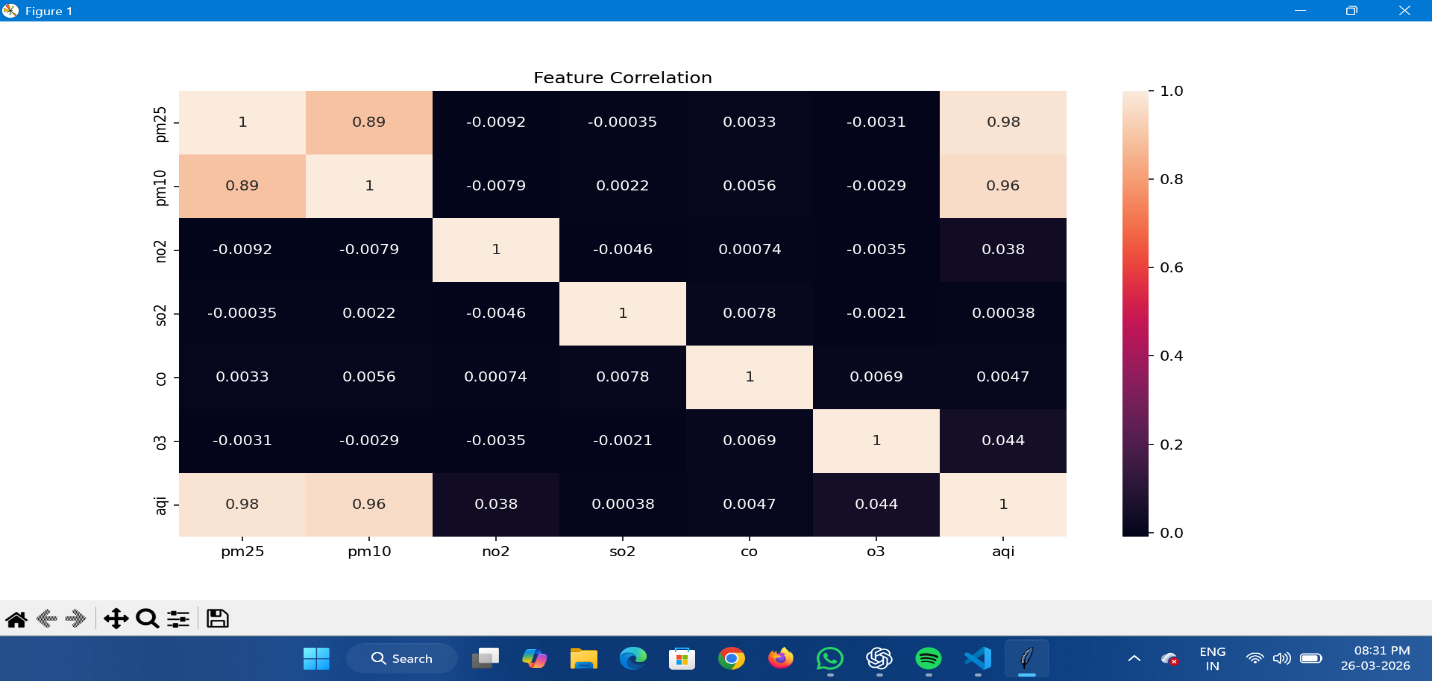 Figure 1
Feature Correlation
pm25 1 0.89 -0.0092 -0.00035 0.0033 -0.0031 0.98
pm10 0.89 1 -0.0079 0.0022 0.0056 -0.0029 0.96
no2 -0.0092 -0.0079 1 -0.0046 0.00074 -0.0035 0.038
so2 -0.00035 0.0022 -0.0046 1 0.0078 -0.0021 0.00038
co 0.0033 0.0056 0.00074 0.0078 1 0.0069 0.0047
o3 -0.0031 -0.0029 -0.0035 -0.0021 0.0069 1 0.044
aqi 0.98 0.96 0.038 0.00038 0.0047 0.044 1
pm25 pm10 no2 so2 co o3 aqi
1.0
0.8
0.6
0.4
0.2
0.0
Search
ENG
IN
08:31 PM
26-03-2026